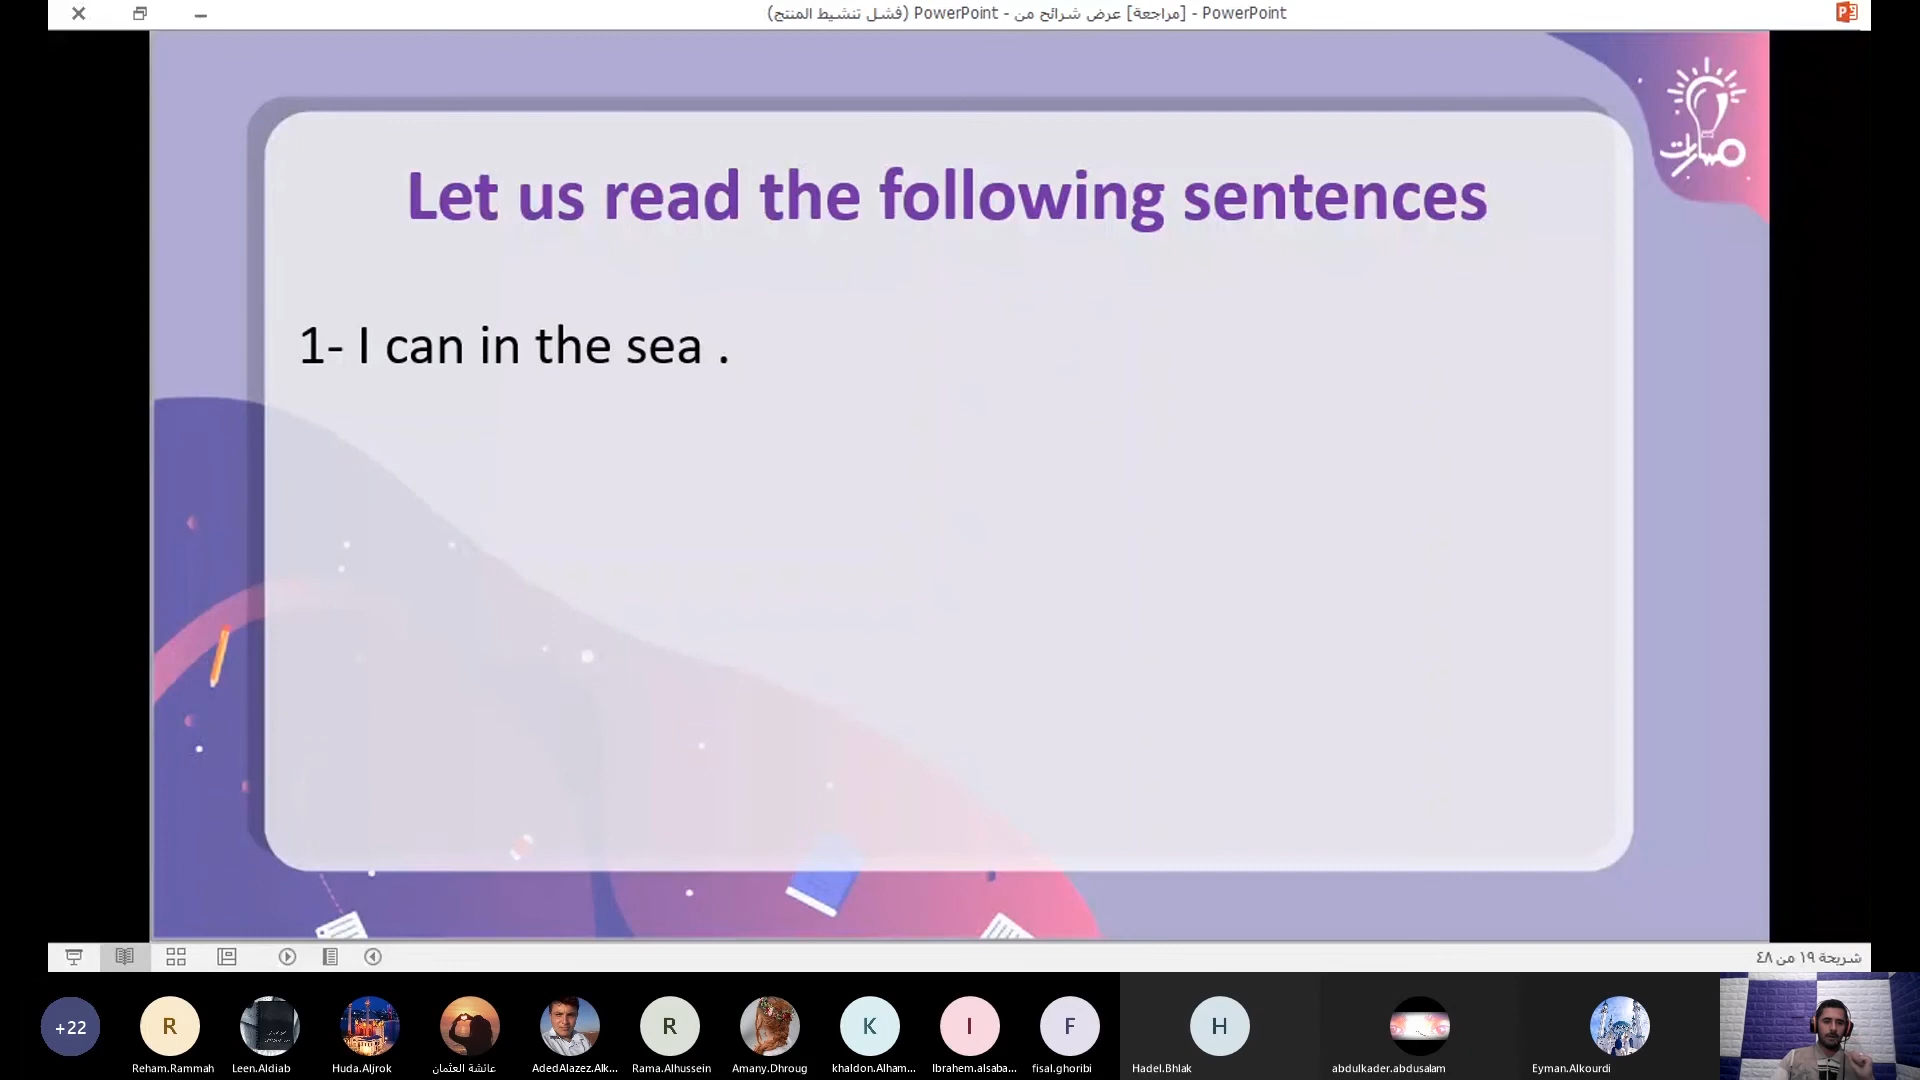 PowerPoint - [مراجعة] عرض شرائح من - PowerPoint (فشل تنشيط المنتج)
مسارات
Let us read the following sentences
1- I can in the sea .
شريحة ١٩ من ٤٨
+22
R
R
K
I
F
H
Reham.Rammah
Leen.Aldiab
Huda.Aljrok
عائشة العثمان
AdedAlazez.Alk...
Rama.Alhussein
Amany.Dhroug
khaldon.Alham...
Ibrahem.alsaba...
fisal.ghoribi
Hadel.Bhlak
abdulkader.abdusalam
Eyman.Alkourdi